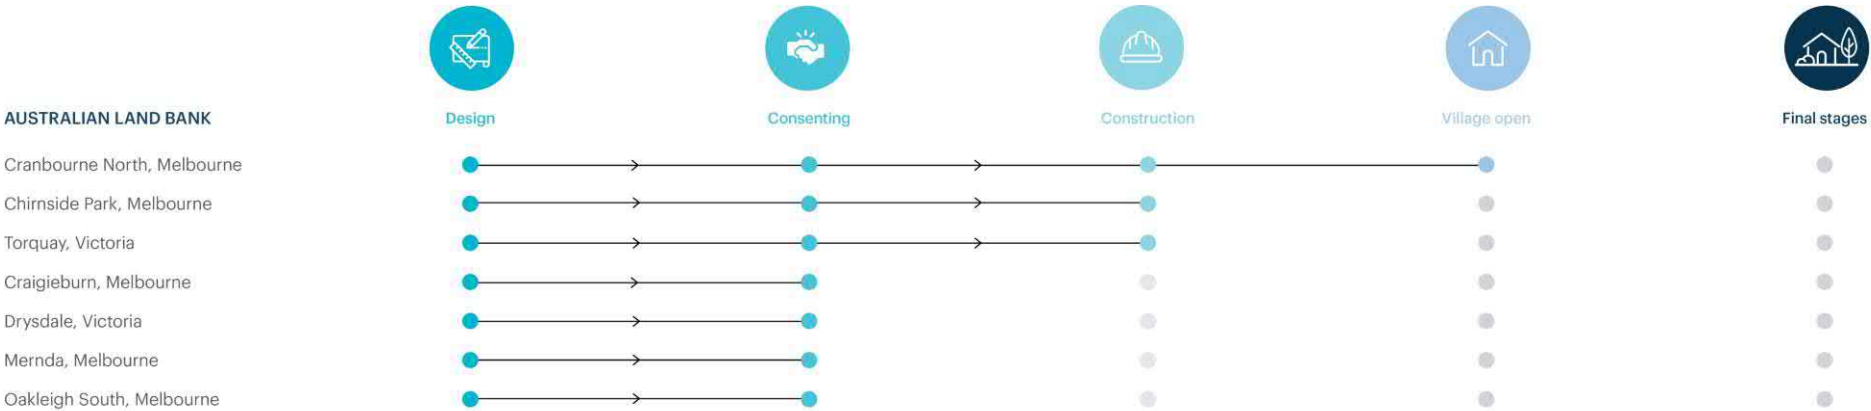 AUSTRALIAN LAND BANK Design Consenting Construction Village open Final stages
Cranbourne North, Melbourne
Chirnside Park, Melbourne
Torquay, Victoria
Craigieburn, Melbourne
Drysdale, Victoria
Mernda, Melbourne
Oakleigh South, Melbourne